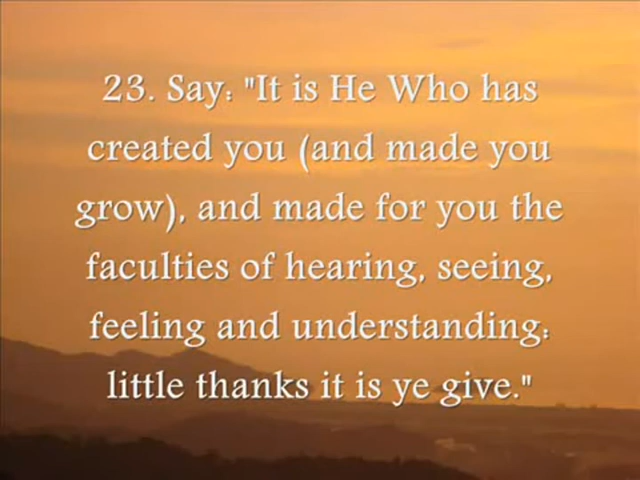 23. Say: "It is He Who has
created you (and made you
grow), and made for you the
faculties of hearing, seeing,
feeling and understanding:
little thanks it is ye give."